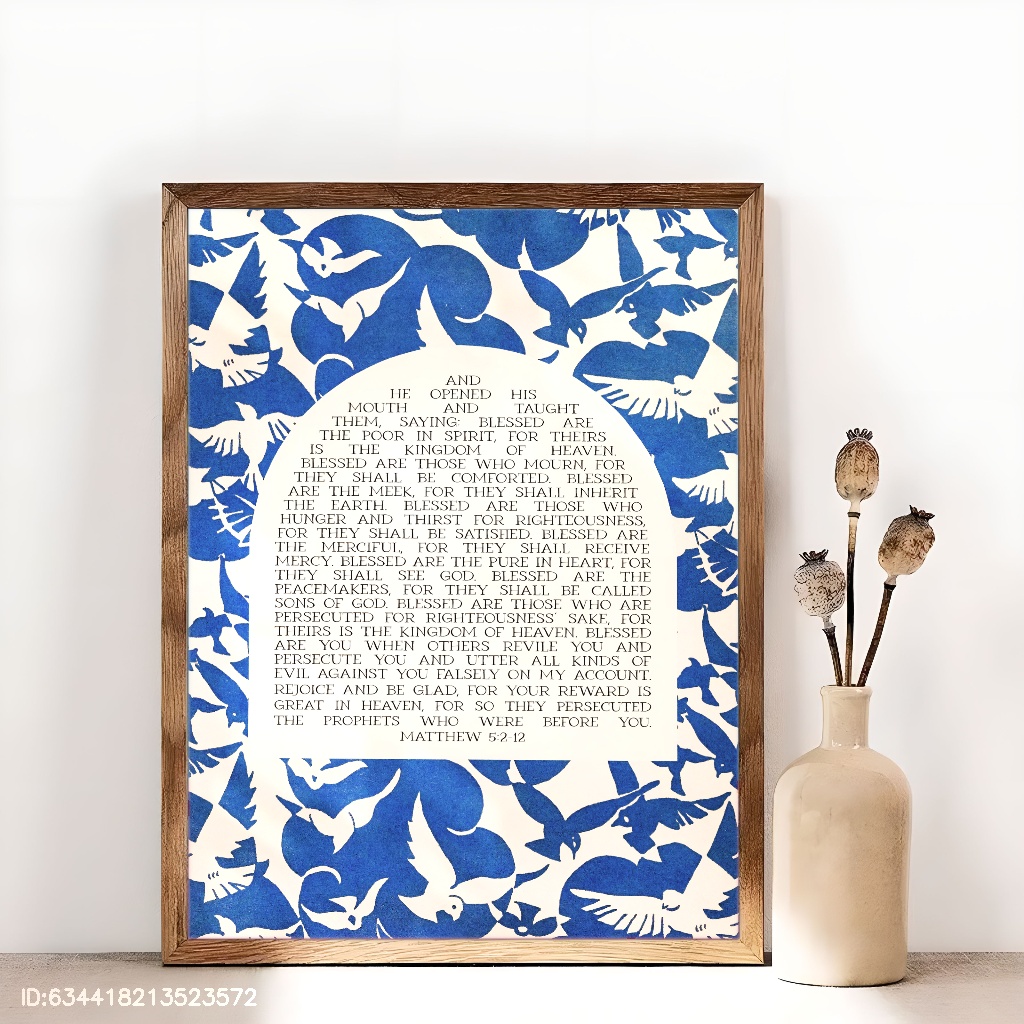 AND
HE OPENED HIS
MOUTH AND TAUGHT
THEM, SAYING: BLESSED ARE
THE POOR IN SPIRIT, FOR THEIRS
IS THE KINGDOM OF HEAVEN.
BLESSED ARE THOSE WHO MOURN, FOR
THEY SHALL BE COMFORTED. BLESSED
ARE THE MEEK, FOR THEY SHALL INHERIT
THE EARTH. BLESSED ARE THOSE WHO
HUNGER AND THIRST FOR RIGHTEOUSNESS,
FOR THEY SHALL BE SATISFIED. BLESSED ARE
THE MERCIFUL, FOR THEY SHALL RECEIVE
MERCY. BLESSED ARE THE PURE IN HEART, FOR
THEY SHALL SEE GOD. BLESSED ARE THE
PEACEMAKERS, FOR THEY SHALL BE CALLED
SONS OF GOD. BLESSED ARE THOSE WHO ARE
PERSECUTED FOR RIGHTEOUSNESS' SAKE, FOR
THEIRS IS THE KINGDOM OF HEAVEN. BLESSED
ARE YOU WHEN OTHERS REVILE YOU AND
PERSECUTE YOU AND UTTER ALL KINDS OF
EVIL AGAINST YOU FALSELY ON MY ACCOUNT.
REJOICE AND BE GLAD, FOR YOUR REWARD IS
GREAT IN HEAVEN, FOR SO THEY PERSECUTED
THE PROPHETS WHO WERE BEFORE YOU.
MATTHEW 5:2-12
ID:634418213523572